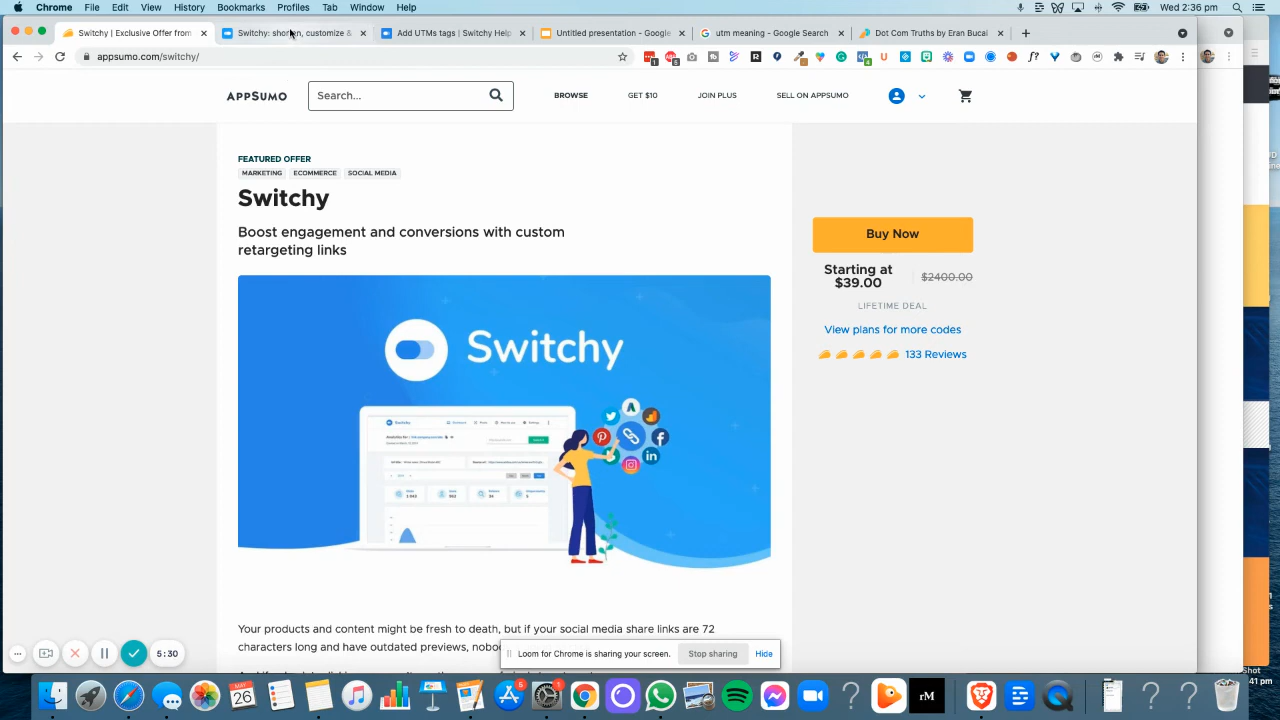 Chrome File Edit View History Bookmarks Profiles Tab Window Help
Wed 2:36 pm
Switchy | Exclusive Offer from
Switchy: shorten, customize &
Add UTMs tags | Switchy Help
Untitled presentation - Google
utm meaning - Google Search
Dot Com Truths by Eran Bucai
appsumo.com/switchy/
APPSUMO
Search...
BROWSE
GET $10
JOIN PLUS
SELL ON APPSUMO
FEATURED OFFER
MARKETING ECOMMERCE SOCIAL MEDIA
Switchy
Boost engagement and conversions with custom
retargeting links
Buy Now
Starting at
$39.00
$2400.00
LIFETIME DEAL
View plans for more codes
133 Reviews
Switchy
Your products and content might be fresh to death, but if your social media share links are 72
characters long and have outdated previews,
Loom for Chrome is sharing your screen.
Stop sharing
Hide
5:30
Shot
41 pm
MAY
26
rM